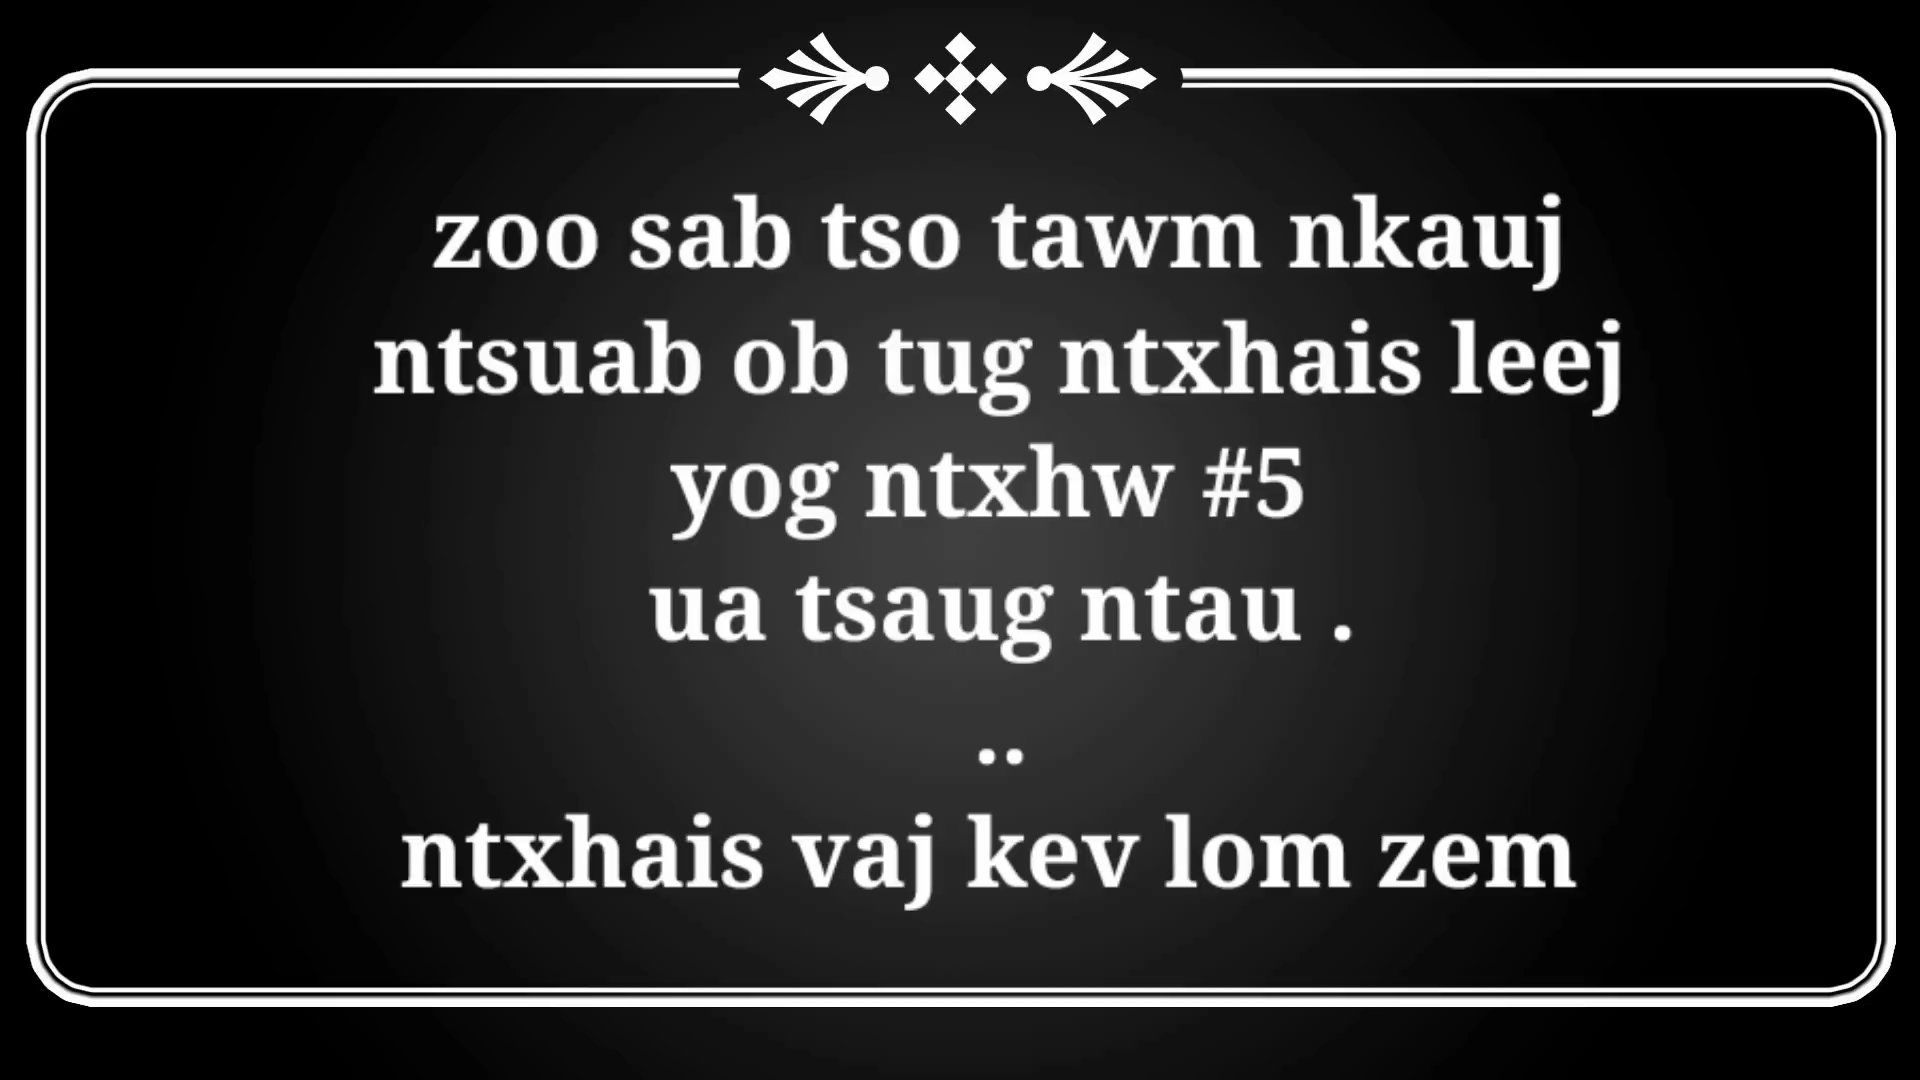 zoo sab tso tawm nkauj
ntsuab ob tug ntxhais leej
yog ntxhw #5
ua tsaug ntau .
..
ntxhais vaj kev lom zem